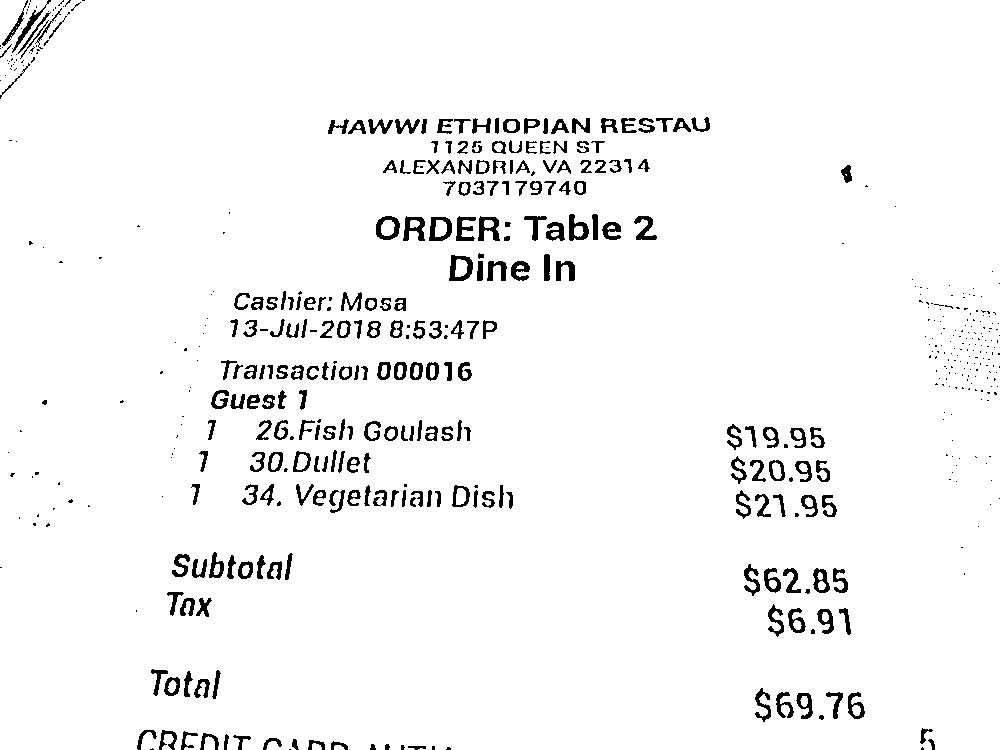 HAWWI ETHIOPIAN RESTAU
1125 QUEEN ST
ALEXANDRIA, VA 22314
7037179740
ORDER: Table 2
Dine In
Cashier: Mosa
13-Jul-2018 8:53:47P
Transaction 000016
Guest 1
1 26.Fish Goulash $19.95
1 30.Dullet $20.95
1 34. Vegetarian Dish $21.95
Subtotal $62.85
Tax $6.91
Total $69.76
CREDIT CARD AUTH